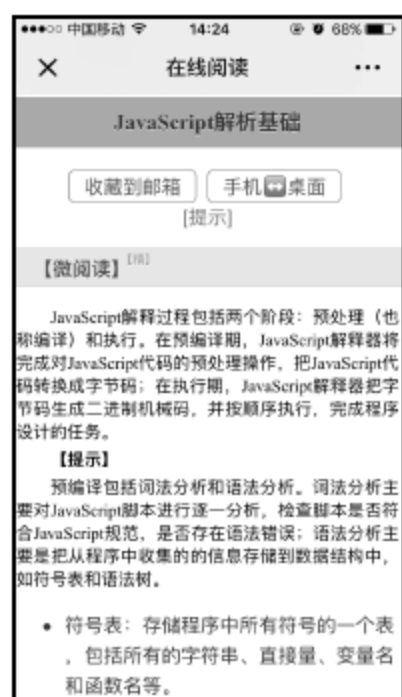 中国移动 14:24 68%
在线阅读
JavaScript解析基础
收藏到邮箱 手机↔桌面
[提示]
【微阅读】
JavaScript解释过程包括两个阶段：预处理（也
称编译）和执行。在预编译期，JavaScript解释器将
完成对JavaScript代码的预处理操作，把JavaScript代
码转换成字节码；在执行期，JavaScript解释器把字
节码生成二进制机械码，并按顺序执行，完成程序
设计的任务。
【提示】
预编译包括词法分析和语法分析。词法分析主
要对JavaScript脚本进行逐一分析，检查脚本是否符
合JavaScript规范，是否存在语法错误；语法分析主
要是把从程序中收集的的信息存储到数据结构中，
如符号表和语法树。
• 符号表：存储程序中所有符号的一个表
，包括所有的字符串、直接量、变量名
和函数名等。